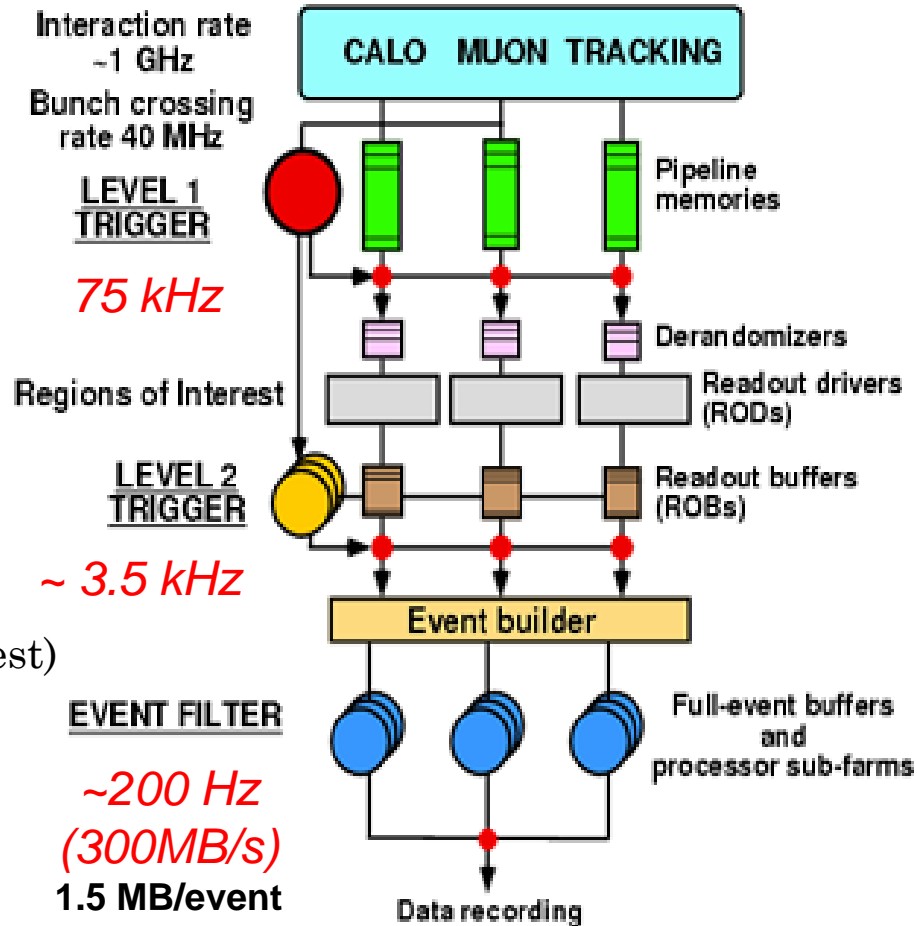 Interaction rate
~1 GHz
CALO MUON TRACKING
Bunch crossing
rate 40 MHz
Pipeline
memories
LEVEL 1
TRIGGER
75 kHz
Derandomizers
Regions of Interest
Readout drivers
(RODs)
LEVEL 2
TRIGGER
Readout buffers
(ROBs)
~ 3.5 kHz
Event builder
est)
EVENT FILTER
Full-event buffers
and
processor sub-farms
~200 Hz
(300MB/s)
1.5 MB/event
Data recording